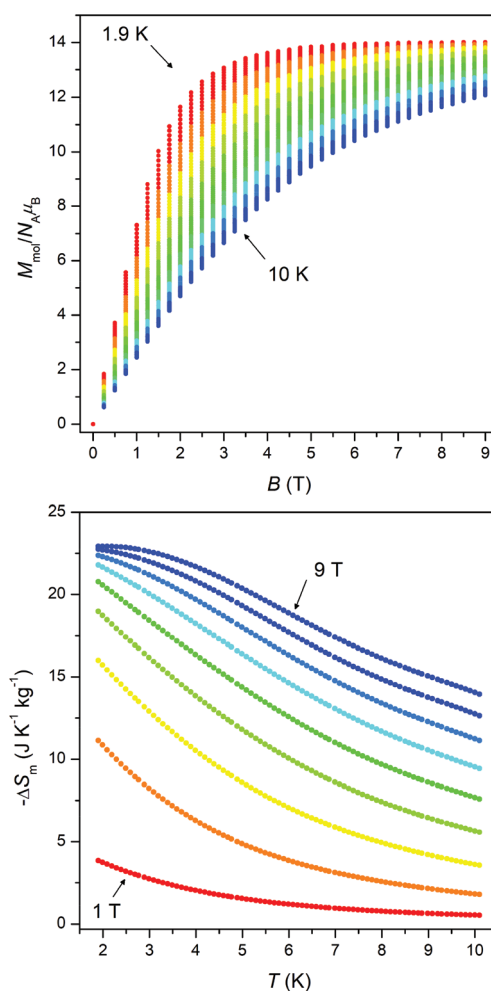 14
12
10
8
6
4
2
0
1.9 K
10 K
M_mol/N_A μ_B
0 1 2 3 4 5 6 7 8 9
B (T)
25
20
15
10
5
0
9 T
1 T
-ΔS_m (J K⁻¹ kg⁻¹)
2 3 4 5 6 7 8 9 10
T (K)